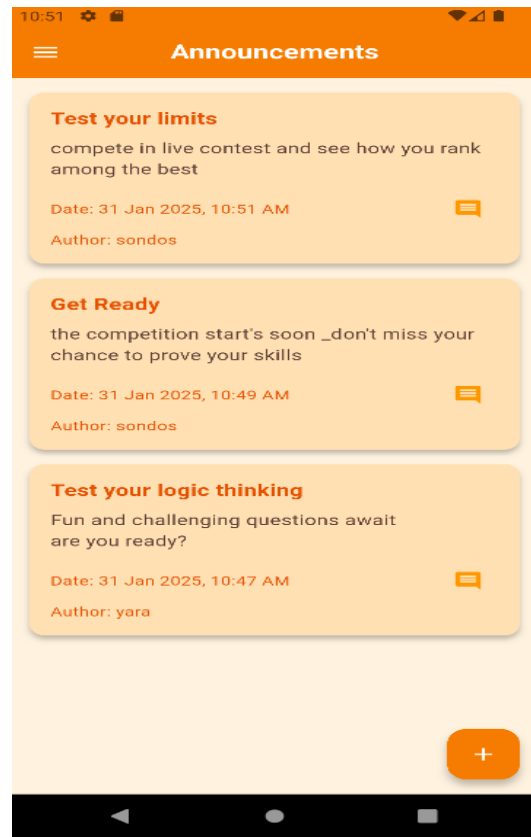 10:51
Announcements
Test your limits
compete in live contest and see how you rank
among the best
Date: 31 Jan 2025, 10:51 AM
Author: sondos
Get Ready
the competition start's soon _don't miss your
chance to prove your skills
Date: 31 Jan 2025, 10:49 AM
Author: sondos
Test your logic thinking
Fun and challenging questions await
are you ready?
Date: 31 Jan 2025, 10:47 AM
Author: yara
+